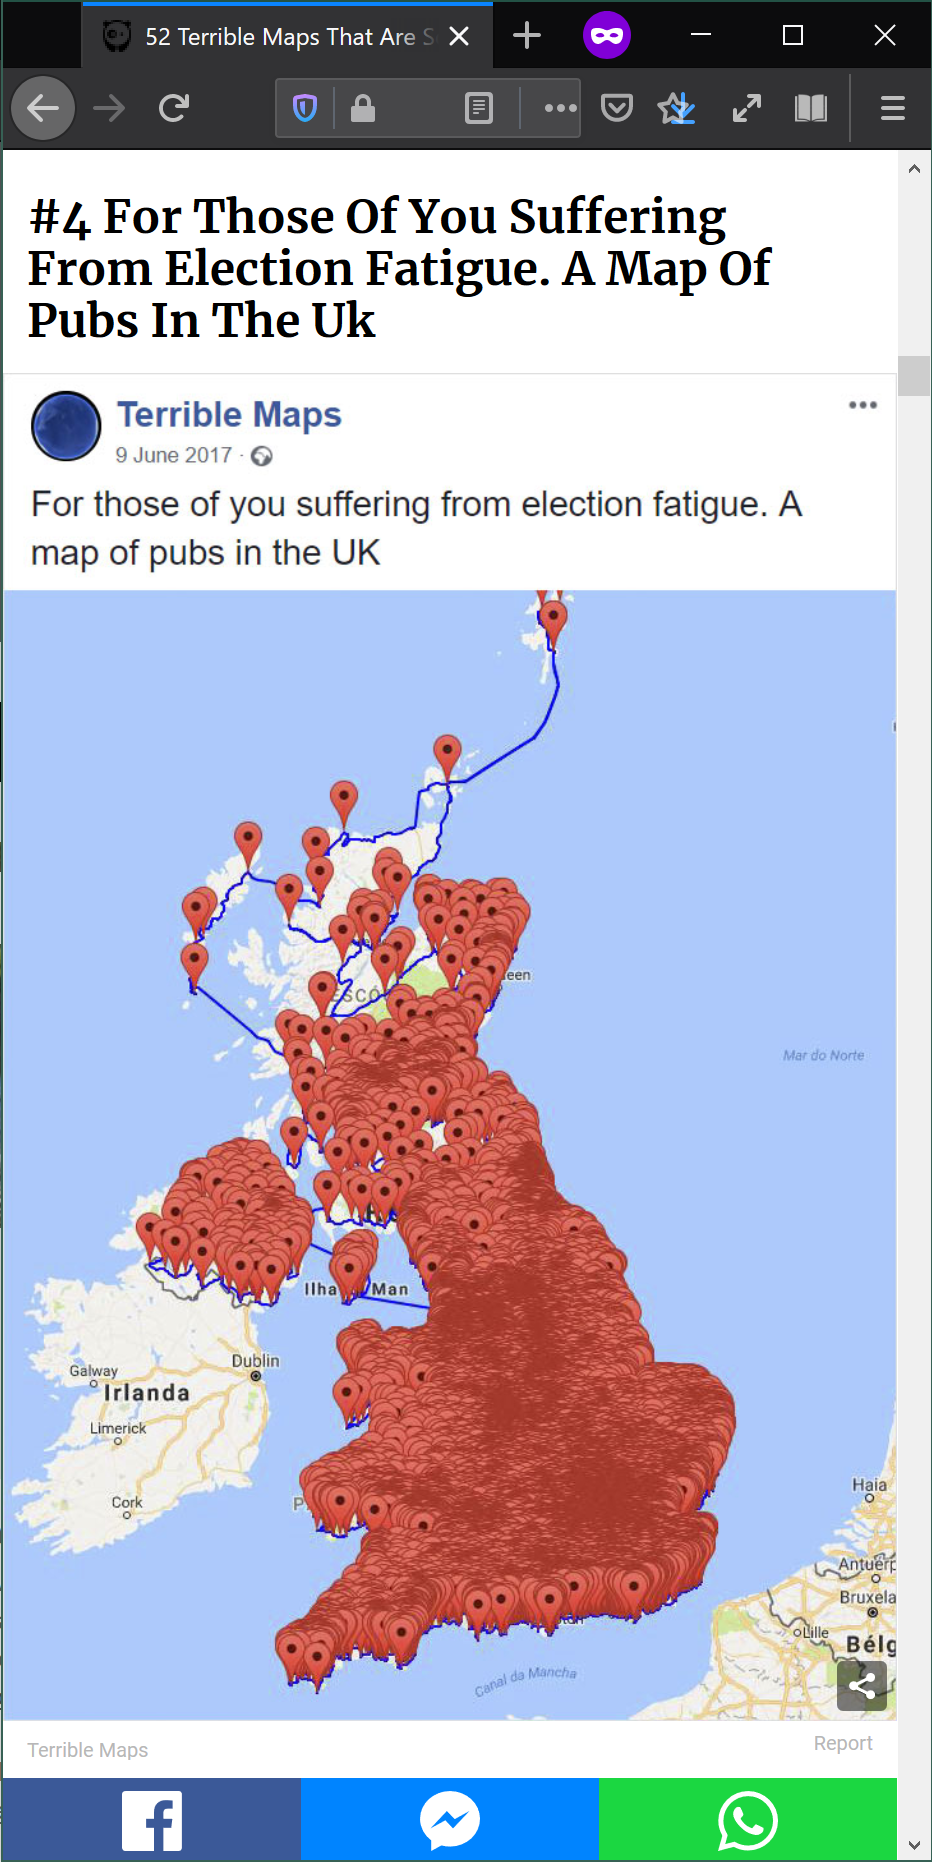 52 Terrible Maps That Are S
#4 For Those Of You Suffering
From Election Fatigue. A Map Of
Pubs In The Uk
Terrible Maps
9 June 2017 ·
For those of you suffering from election fatigue. A
map of pubs in the UK
ESCÓ
een
Mar do Norte
Ilha Man
Dublin
Galway
Irlanda
Limerick
Cork
P
Haia
Antuérp
Bruxela
Lille
Bélg
Canal da Mancha
Terrible Maps
Report